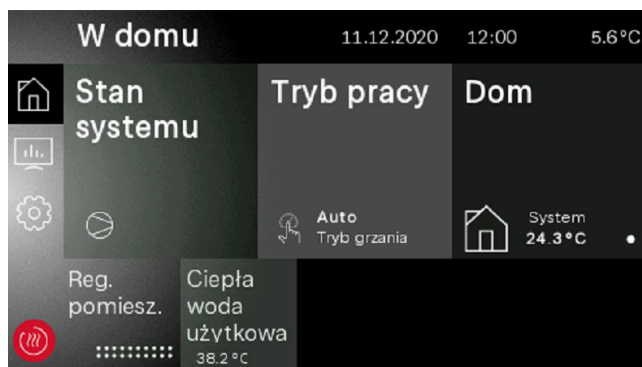 W domu 11.12.2020 12:00 5.6°C
Stan
systemu
Tryb pracy
Auto
Tryb grzania
Dom
System
24.3°C
Reg.
pomiesz.
Ciepła
woda
użytkowa
38.2°C